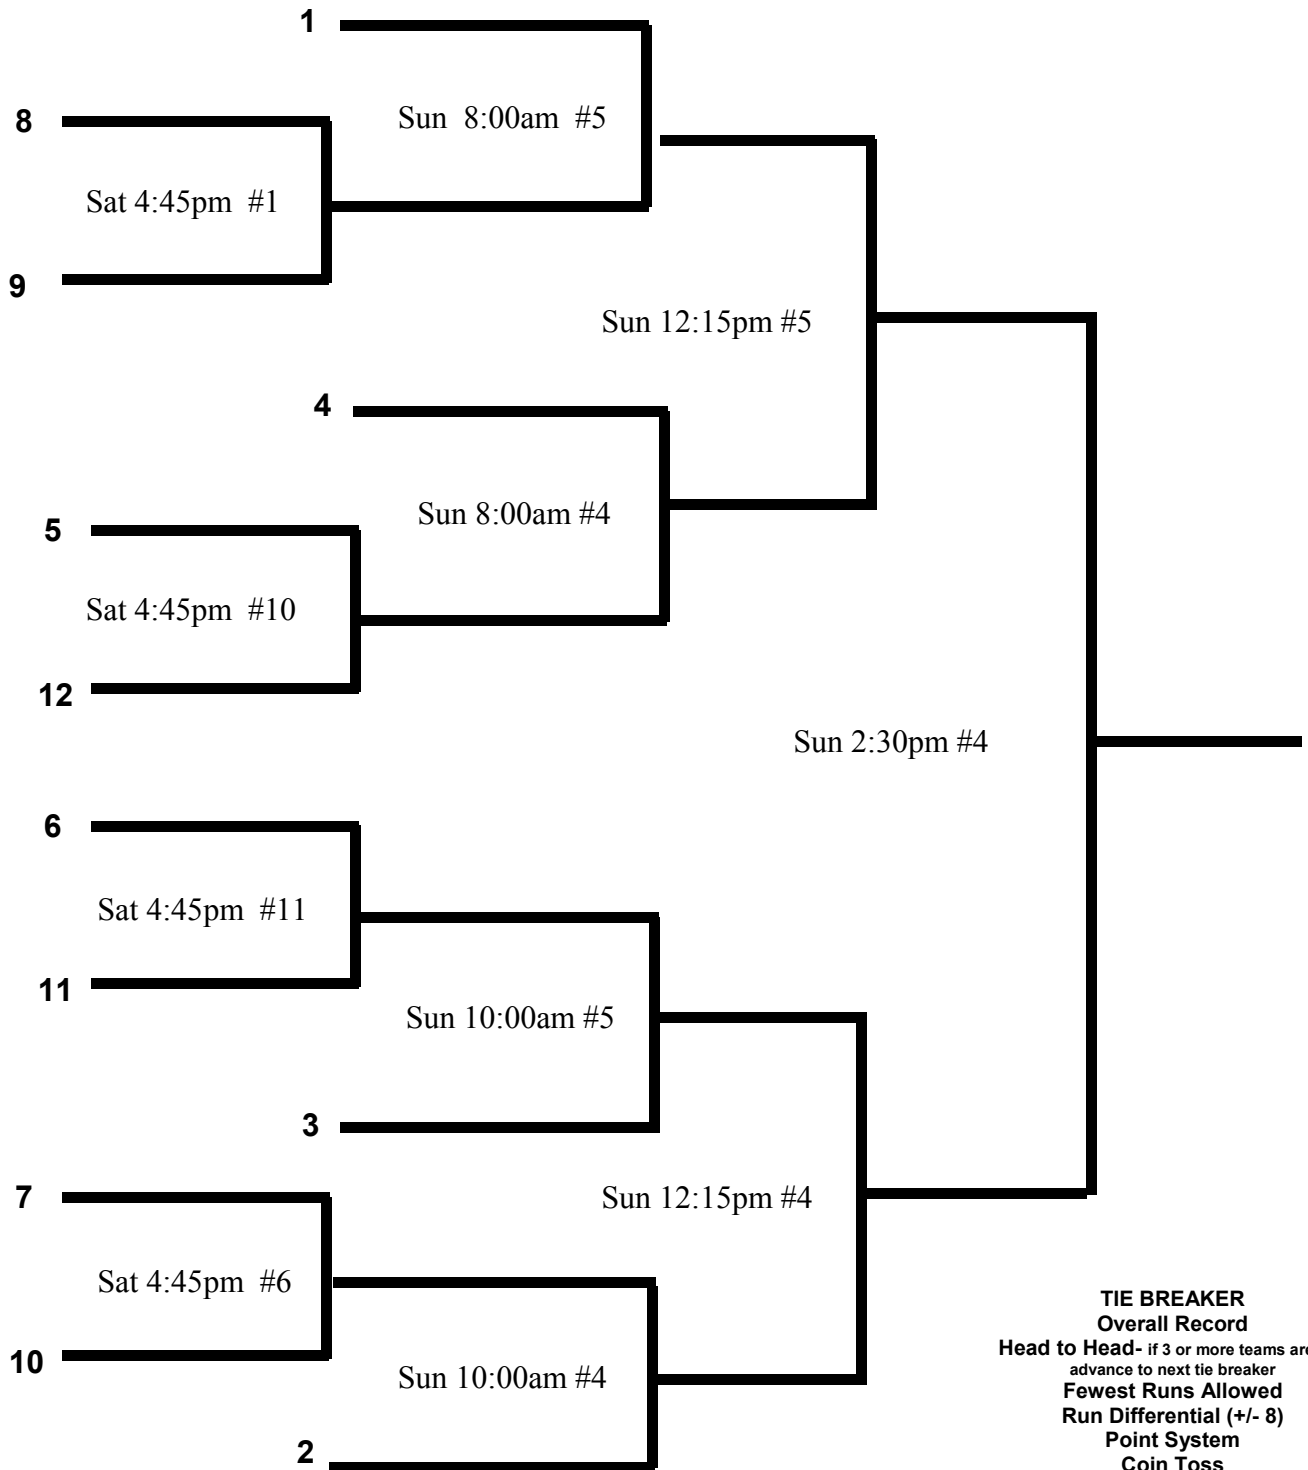 1
8
Sun 8:00am #5
Sat 4:45pm #1
9
Sun 12:15pm #5
4
Sun 8:00am #4
5
Sat 4:45pm #10
12
Sun 2:30pm #4
6
Sat 4:45pm #11
11
Sun 10:00am #5
3
7
Sun 12:15pm #4
Sat 4:45pm #6
10
Sun 10:00am #4
2
TIE BREAKER
Overall Record
Head to Head- if 3 or more teams are
advance to next tie breaker
Fewest Runs Allowed
Run Differential (+/- 8)
Point System
Coin Toss